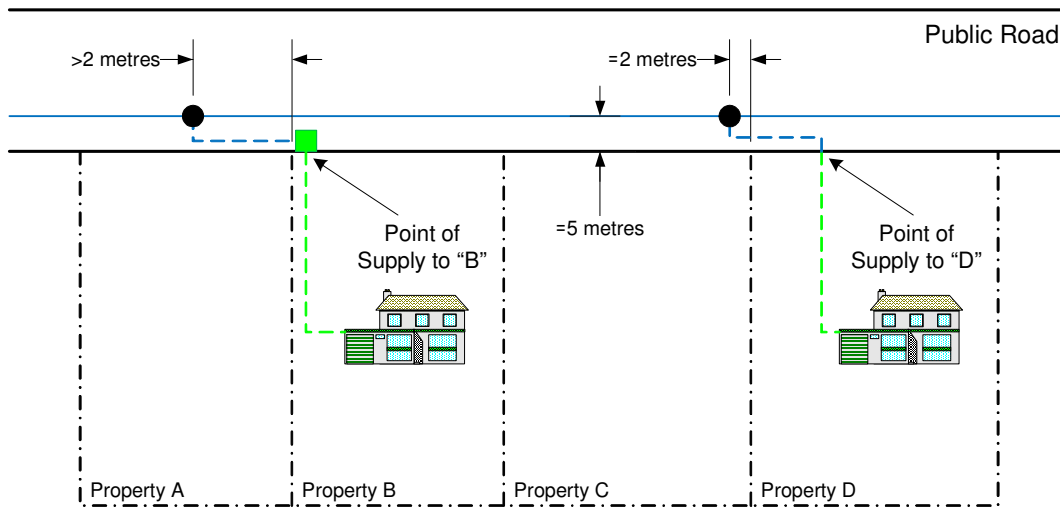 Public Road
>2 metres
=2 metres
=5 metres
Point of
Supply to “B”
Point of
Supply to “D”
Property A
Property B
Property C
Property D